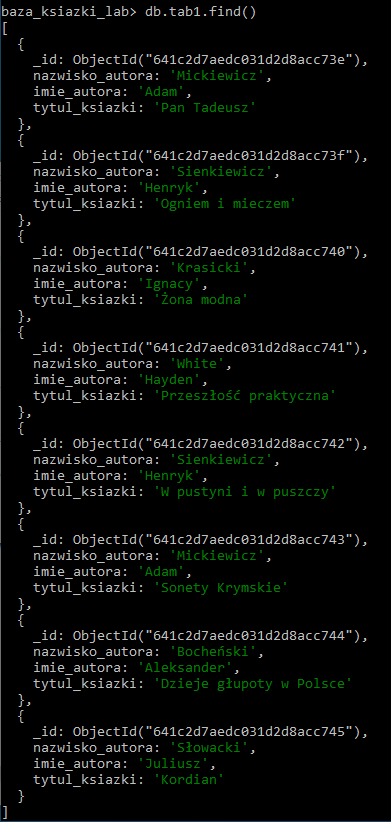 baza_ksiazki_lab> db.tab1.find()
[
  {
    _id: ObjectId("641c2d7aedc031d2d8acc73e"),
    nazwisko_autora: 'Mickiewicz',
    imie_autora: 'Adam',
    tytul_ksiazki: 'Pan Tadeusz'
  },
  {
    _id: ObjectId("641c2d7aedc031d2d8acc73f"),
    nazwisko_autora: 'Sienkiewicz',
    imie_autora: 'Henryk',
    tytul_ksiazki: 'Ogniem i mieczem'
  },
  {
    _id: ObjectId("641c2d7aedc031d2d8acc740"),
    nazwisko_autora: 'Krasicki',
    imie_autora: 'Ignacy',
    tytul_ksiazki: 'Żona modna'
  },
  {
    _id: ObjectId("641c2d7aedc031d2d8acc741"),
    nazwisko_autora: 'White',
    imie_autora: 'Hayden',
    tytul_ksiazki: 'Przeszłość praktyczna'
  },
  {
    _id: ObjectId("641c2d7aedc031d2d8acc742"),
    nazwisko_autora: 'Sienkiewicz',
    imie_autora: 'Henryk',
    tytul_ksiazki: 'W pustyni i w puszczy'
  },
  {
    _id: ObjectId("641c2d7aedc031d2d8acc743"),
    nazwisko_autora: 'Mickiewicz',
    imie_autora: 'Adam',
    tytul_ksiazki: 'Sonety Krymskie'
  },
  {
    _id: ObjectId("641c2d7aedc031d2d8acc744"),
    nazwisko_autora: 'Bocheński',
    imie_autora: 'Aleksander',
    tytul_ksiazki: 'Dzieje głupoty w Polsce'
  },
  {
    _id: ObjectId("641c2d7aedc031d2d8acc745"),
    nazwisko_autora: 'Słowacki',
    imie_autora: 'Juliusz',
    tytul_ksiazki: 'Kordian'
  }
]